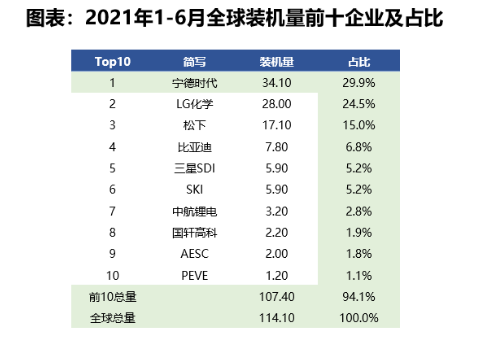 图表：2021年1-6月全球装机量前十企业及占比
Top10 简写 装机量 占比
1 宁德时代 34.10 29.9%
2 LG化学 28.00 24.5%
3 松下 17.10 15.0%
4 比亚迪 7.80 6.8%
5 三星SDI 5.90 5.2%
6 SKI 5.90 5.2%
7 中航锂电 3.20 2.8%
8 国轩高科 2.20 1.9%
9 AESC 2.00 1.8%
10 PEVE 1.20 1.1%
前10总量 107.40 94.1%
全球总量 114.10 100.0%